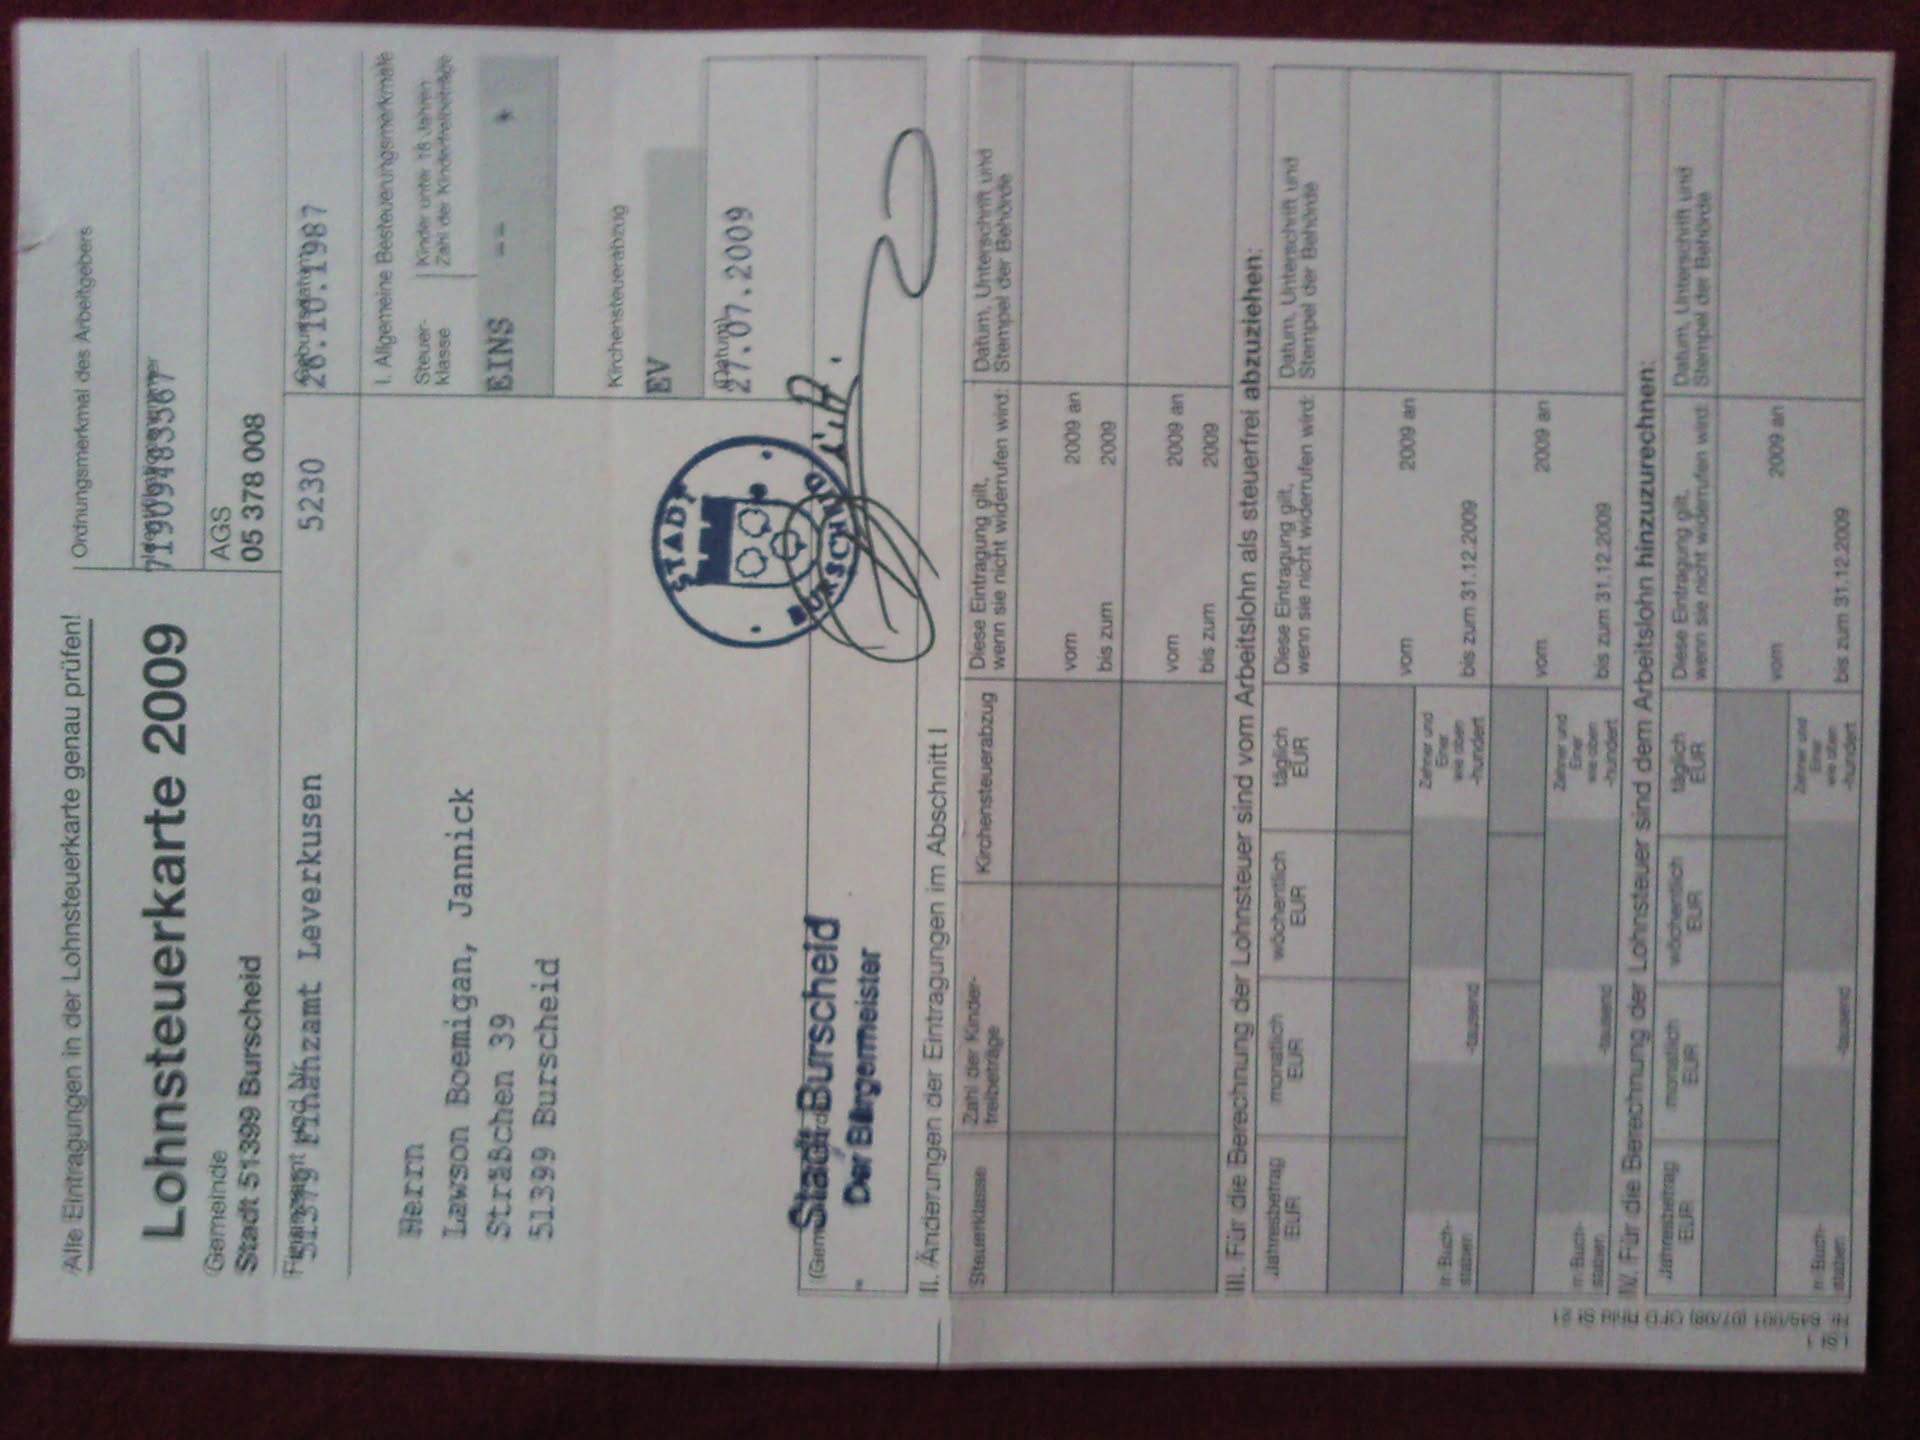 Alle Eintragungen in der Lohnsteuerkarte genau prüfen!
Ordnungsmerkmal des Arbeitgebers
Lohnsteuerkarte 2009
Gemeinde
AGS
Stadt 51399 Burscheid
05 378 008
Finanzamt und Nr.
51379 Finanzamt Leverkusen
5230
Geburtsdatum
26.10.1987
I. Allgemeine Besteuerungsmerkmale
Steuer-
klasse
Kinder unter 18 Jahren
Zahl der Kinderfreibeträge
Herrn
Lawson Boemigan, Jannick
Sträßchen 39
51399 Burscheid
EINS -- *
Kirchensteuerabzug
EV
(Datum)
27.07.2009
STADT
BURSCHEID
Stadt Burscheid
Der Bürgermeister
II. Änderungen der Eintragungen im Abschnitt I
Steuerklasse
Zahl der Kinder-
freibeträge
Kirchensteuerabzug
Diese Eintragung gilt,
wenn sie nicht widerrufen wird:
Datum, Unterschrift und
Stempel der Behörde
vom 2009 an
bis zum 2009
vom 2009 an
bis zum 2009
III. Für die Berechnung der Lohnsteuer sind vom Arbeitslohn als steuerfrei abzuziehen:
Jahresbetrag
EUR
monatlich
EUR
wöchentlich
EUR
täglich
EUR
Diese Eintragung gilt,
wenn sie nicht widerrufen wird:
Datum, Unterschrift und
Stempel der Behörde
vom 2009 an
in Buch-
staben
-tausend
Zehner und
Einer
wie oben
-hundert
bis zum 31.12.2009
vom 2009 an
in Buch-
staben
-tausend
Zehner und
Einer
wie oben
-hundert
bis zum 31.12.2009
IV. Für die Berechnung der Lohnsteuer sind dem Arbeitslohn hinzuzurechnen:
Jahresbetrag
EUR
monatlich
EUR
wöchentlich
EUR
täglich
EUR
Diese Eintragung gilt,
wenn sie nicht widerrufen wird:
Datum, Unterschrift und
Stempel der Behörde
vom 2009 an
in Buch-
staben
-tausend
Zehner und
Einer
wie oben
-hundert
bis zum 31.12.2009